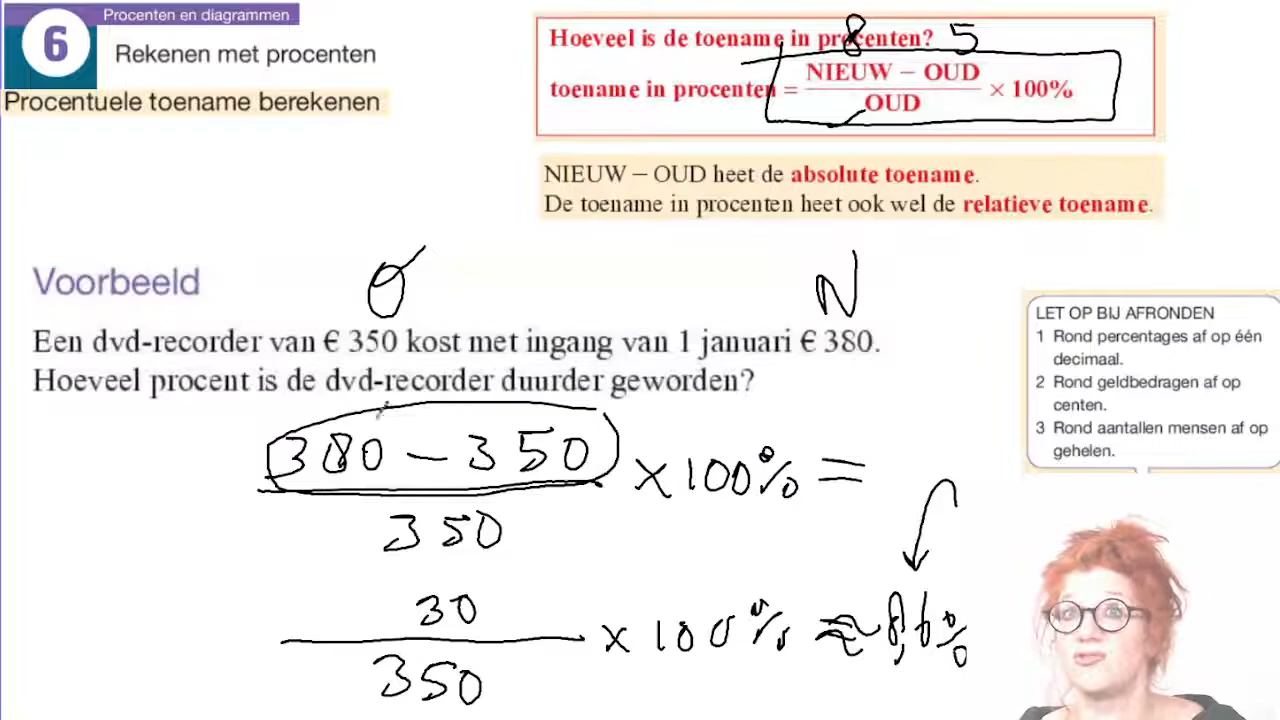 Procenten en diagrammen
6
Rekenen met procenten
Procentuele toename berekenen
8 5
Hoeveel is de toename in procenten?
toename in procenten = NIEUW – OUD / OUD × 100%
NIEUW – OUD heet de absolute toename.
De toename in procenten heet ook wel de relatieve toename.
Voorbeeld
O N
Een dvd-recorder van € 350 kost met ingang van 1 januari € 380.
Hoeveel procent is de dvd-recorder duurder geworden?
LET OP BIJ AFRONDEN
1 Rond percentages af op één
decimaal.
2 Rond geldbedragen af op
centen.
3 Rond aantallen mensen af op
gehelen.
380 – 350
× 100% =
350
30
× 100% ≈ 8,6%
350